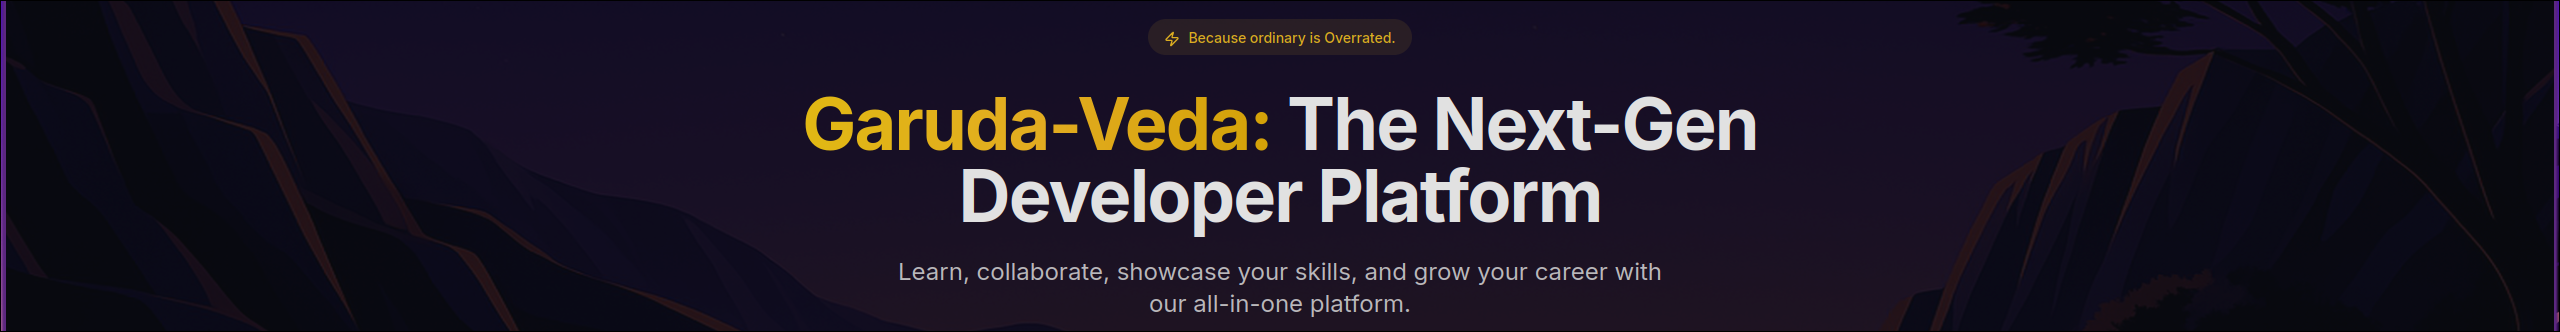 Because ordinary is Overrated.
Garuda-Veda: The Next-Gen
Developer Platform
Learn, collaborate, showcase your skills, and grow your career with
our all-in-one platform.